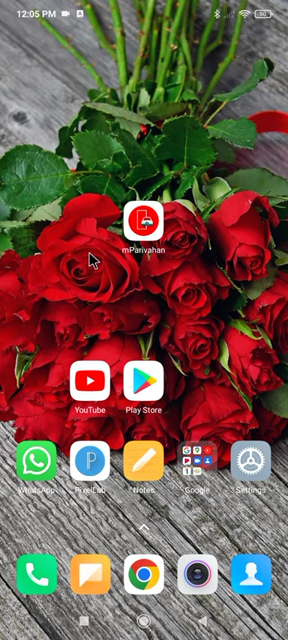 12:05 PM
mParivahan
YouTube
Play Store
WhatsApp
PixelLab
Notes
Google
Settings